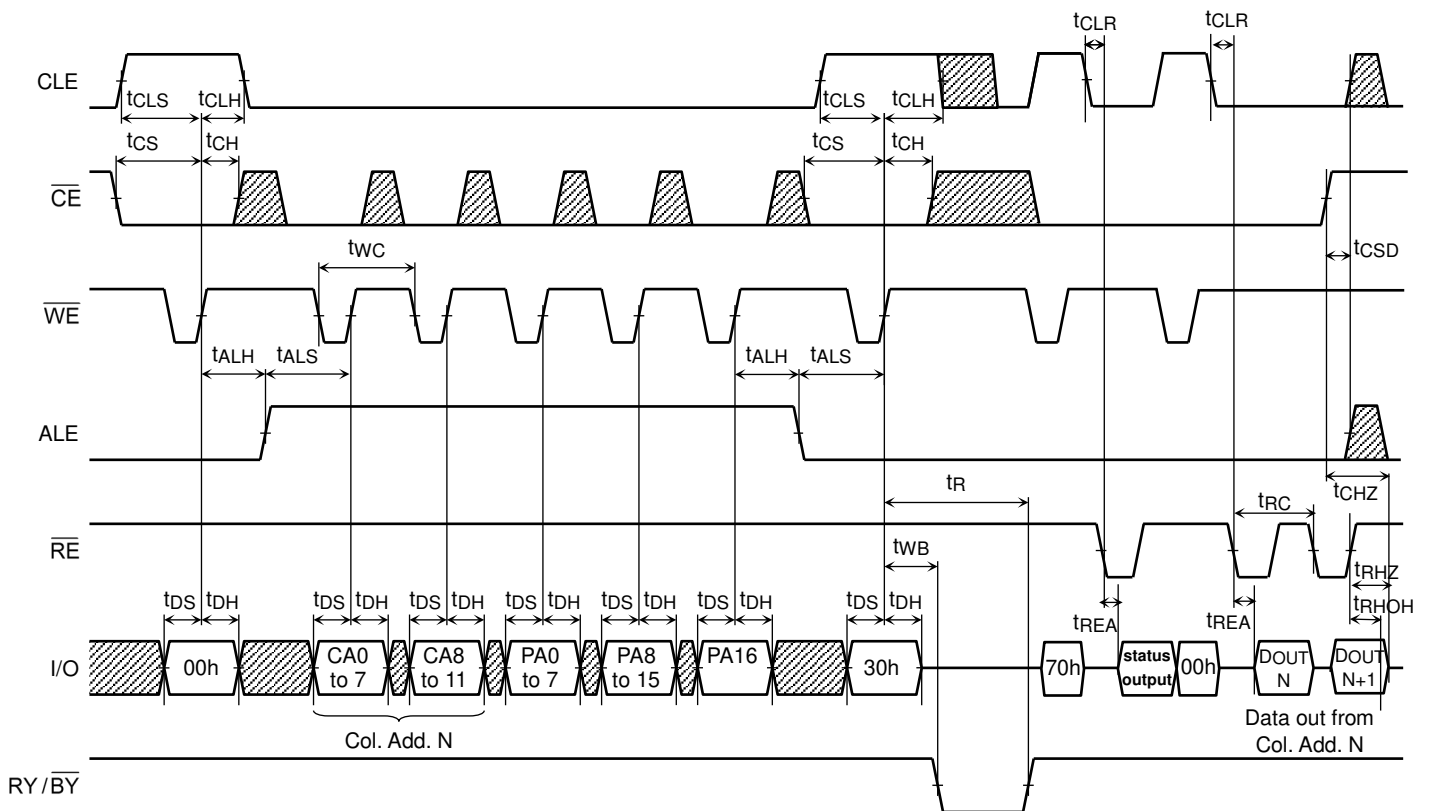 tCLR tCLR
CLE
tCLS tCLH tCLS tCLH
tCS tCH tCS tCH
CE
tWC
tCSD
WE
tALH tALS tALH tALS
ALE
tR
tCHZ
tRC
RE
tWB
tRHZ
tDS tDH tDS tDH tDS tDH tDS tDH tDS tDH tDS tDH tDS tDH
tRHOH
tREA tREA
I/O
00h
CA0
to 7
CA8
to 11
PA0
to 7
PA8
to 15
PA16
30h
70h
status
output
00h
DOUT
N
DOUT
N+1
Col. Add. N
Data out from
Col. Add. N
RY/BY